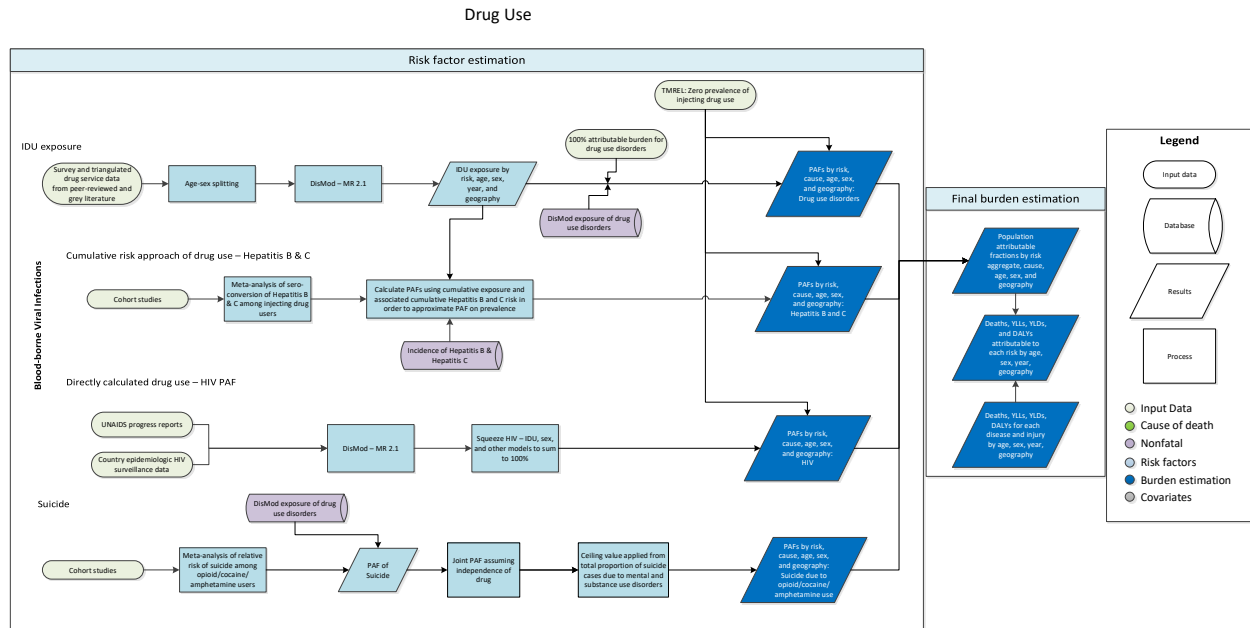 Drug Use
Risk factor estimation
TMREL: Zero prevalence of
injecting drug use
IDU exposure
100% attributable burden for
drug use disorders
Survey and triangulated
drug service data
from peer-reviewed and
grey literature
Age-sex splitting
DisMod – MR 2.1
IDU exposure by
risk, age, sex,
year, and
geography
DisMod exposure of drug
use disorders
PAFs by risk,
cause, age, sex,
and geography:
Drug use disorders
Blood-borne Viral Infections
Cumulative risk approach of drug use – Hepatitis B & C
Cohort studies
Meta-analysis of sero-
conversion of Hepatitis B
& C among injecting drug
users
Calculate PAFs using cumulative exposure and
associated cumulative Hepatitis B and C risk in
order to approximate PAF on prevalence
Incidence of Hepatitis B &
Hepatitis C
PAFs by risk,
cause, age, sex,
and geography:
Hepatitis B and C
Directly calculated drug use – HIV PAF
UNAIDS progress reports
Country epidemiologic HIV
surveillance data
DisMod – MR 2.1
Squeeze HIV – IDU, sex,
and other models to sum
to 100%
PAFs by risk,
cause, age, sex,
and geography:
HIV
Suicide
DisMod exposure of drug
use disorders
Cohort studies
Meta-analysis of relative
risk of suicide among
opioid/cocaine/
amphetamine users
PAF of
Suicide
Joint PAF assuming
independence of
drug
Ceiling value applied from
total proportion of suicide
cases due to mental and
substance use disorders
PAFs by risk,
cause, age, sex,
and geography:
Suicide due to
opioid/cocaine/
amphetamine use
Final burden estimation
Population
attributable
fractions by risk
aggregate, cause,
age, sex, and
geography
Deaths, YLLs, YLDs,
and DALYs
attributable to
each risk by age,
sex, year,
geography
Deaths, YLLs, YLDs,
DALYs for each
disease and injury
by age, sex, year,
geography
Legend
Input data
Database
Results
Process
Input Data
Cause of death
Nonfatal
Risk factors
Burden estimation
Covariates